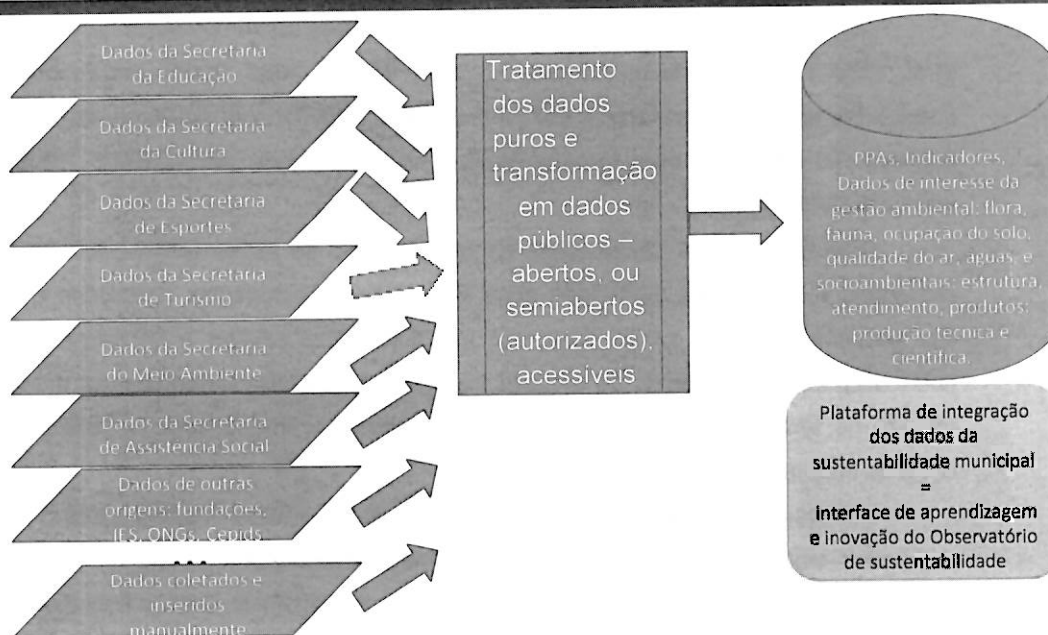 Dados da Secretaria
da Educação
Dados da Secretaria
da Cultura
Dados da Secretaria
de Esportes
Dados da Secretaria
de Turismo
Dados da Secretaria
do Meio Ambiente
Dados da Secretaria
de Assistência Social
Dados de outras
origens: fundações,
IES, ONGs, Cepids
...
Dados coletados e
inseridos
manualmente
Tratamento
dos dados
puros e
transformação
em dados
públicos –
abertos, ou
semiabertos
(autorizados),
acessíveis
PPAs, Indicadores,
Dados de interesse da
gestão ambiental: flora,
fauna, ocupação do solo,
qualidade do ar, águas, e
socioambientais: estrutura,
atendimento, produtos;
produção técnica e
científica.
Plataforma de integração
dos dados da
sustentabilidade municipal
=
Interface de aprendizagem
e inovação do Observatório
de sustentabilidade